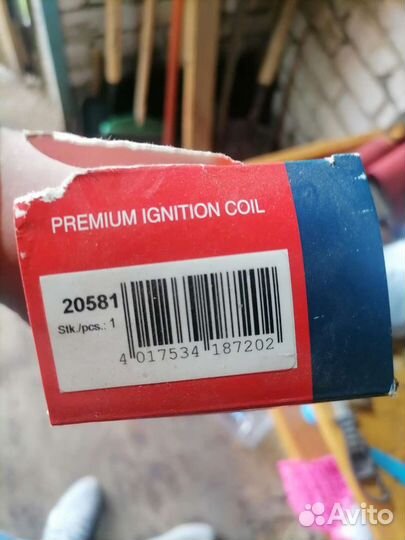 PREMIUM IGNITION COIL
20581
Stk./pcs.: 1
4 017534 187202
Avito